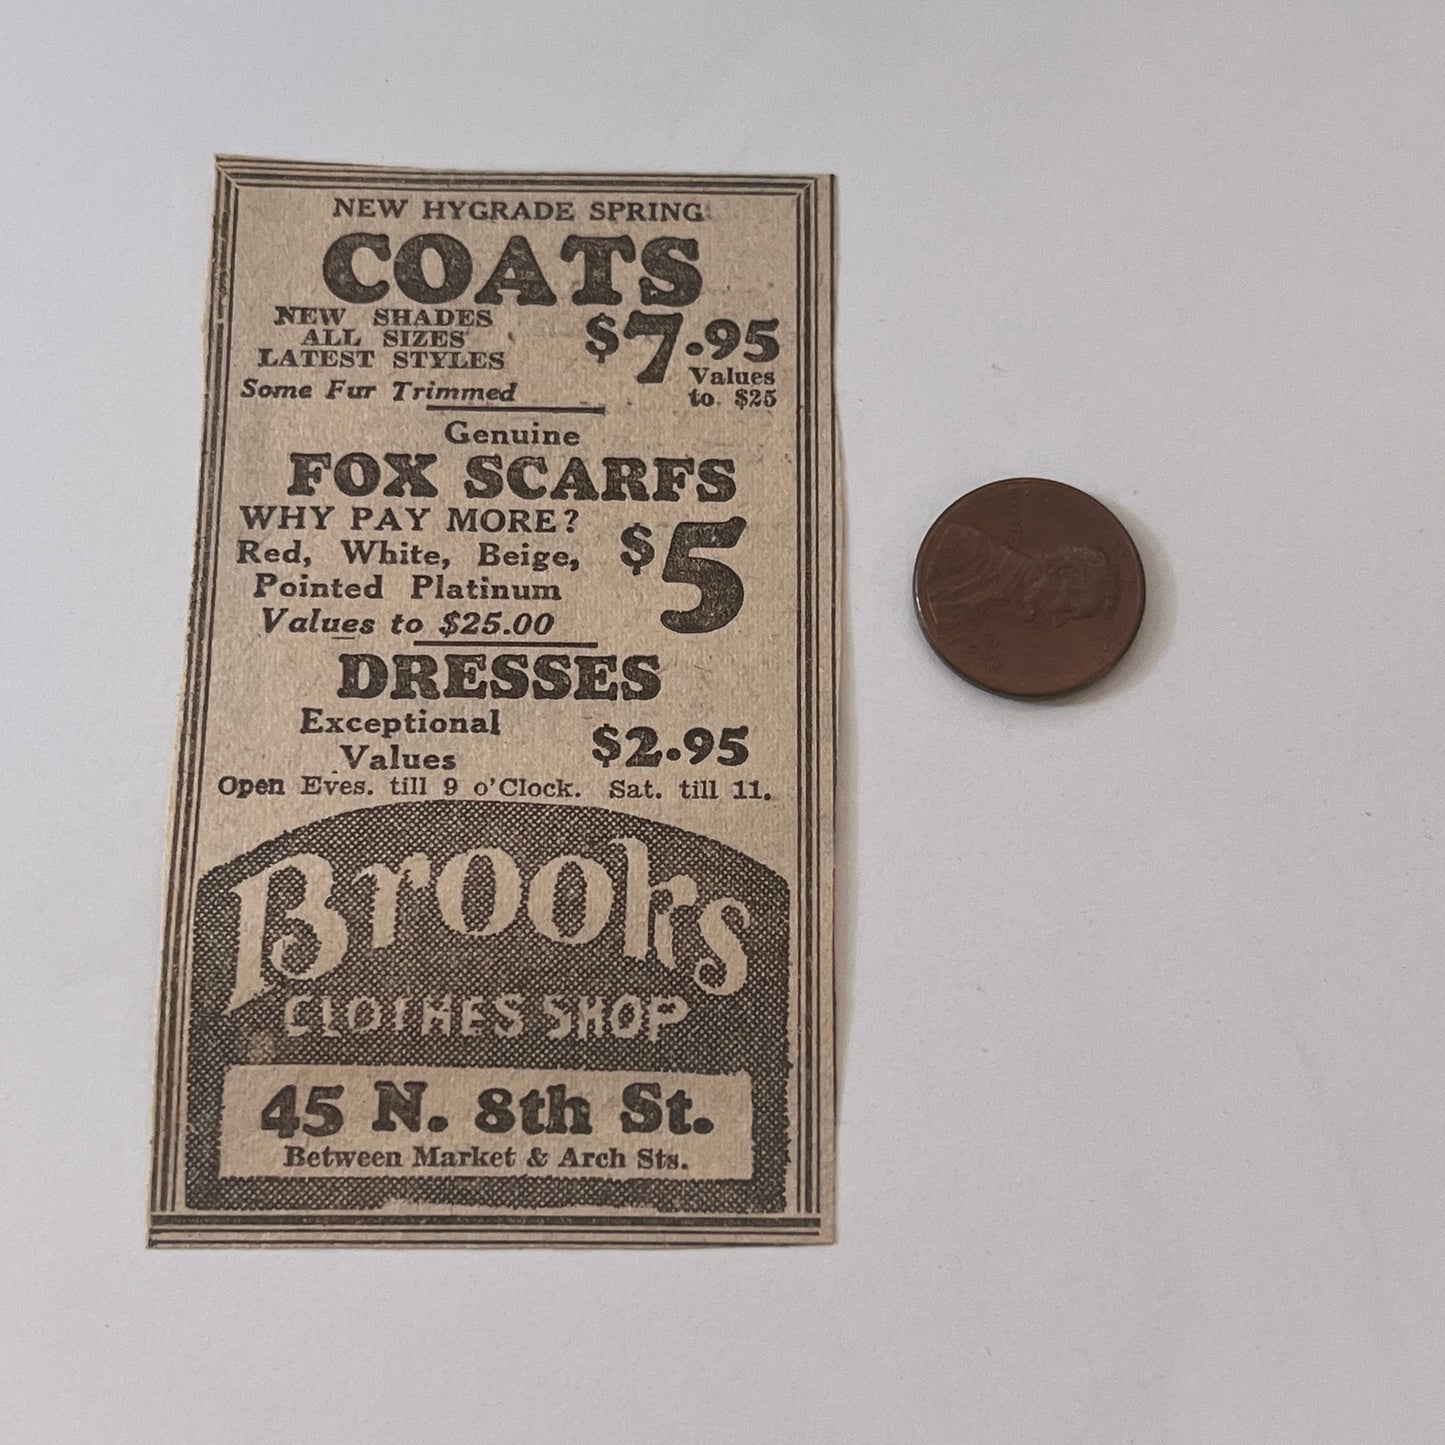 NEW HYGRADE SPRING
COATS
NEW SHADES
ALL SIZES
LATEST STYLES
Some Fur Trimmed
$7.95
Values
to $25
Genuine
FOX SCARFS
WHY PAY MORE?
Red, White, Beige,
Pointed Platinum
Values to $25.00
$5
DRESSES
Exceptional
Values
$2.95
Open Eves. till 9 o'Clock. Sat. till 11.
Brooks
CLOTHES SHOP
45 N. 8th St.
Between Market & Arch Sts.